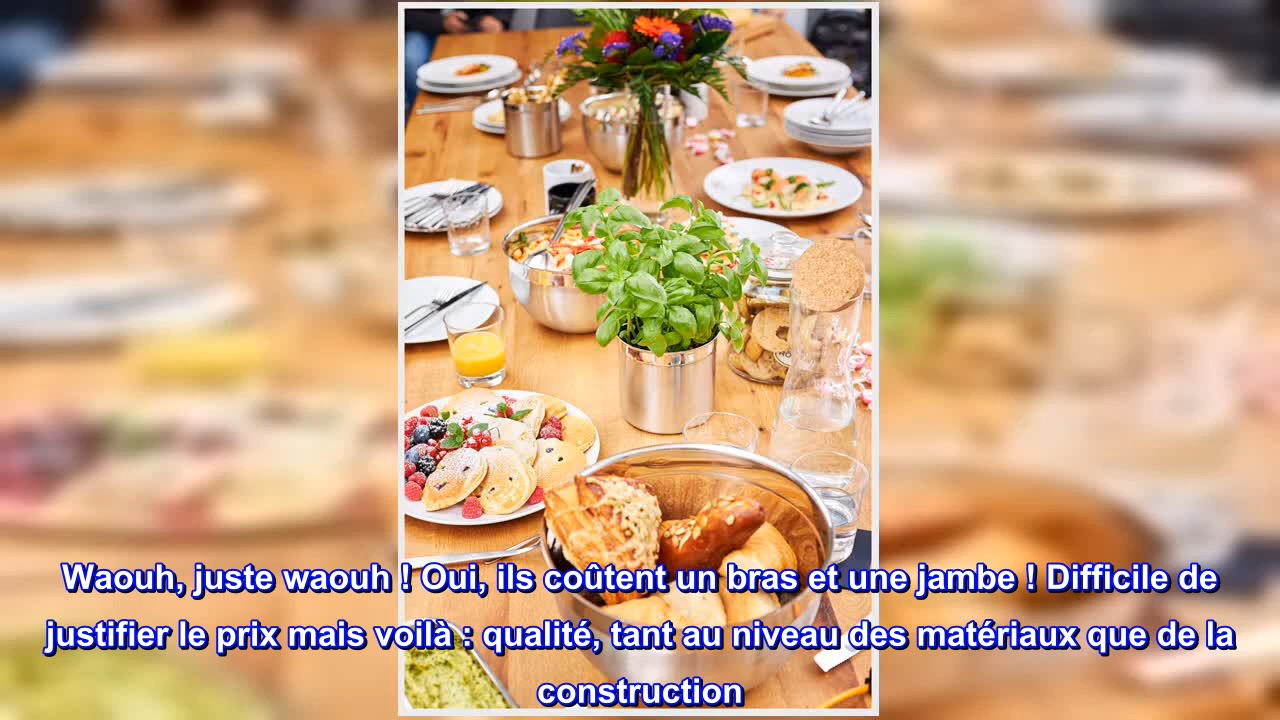 Waouh, juste waouh ! Oui, ils coûtent un bras et une jambe ! Difficile de
justifier le prix mais voilà : qualité, tant au niveau des matériaux que de la
construction